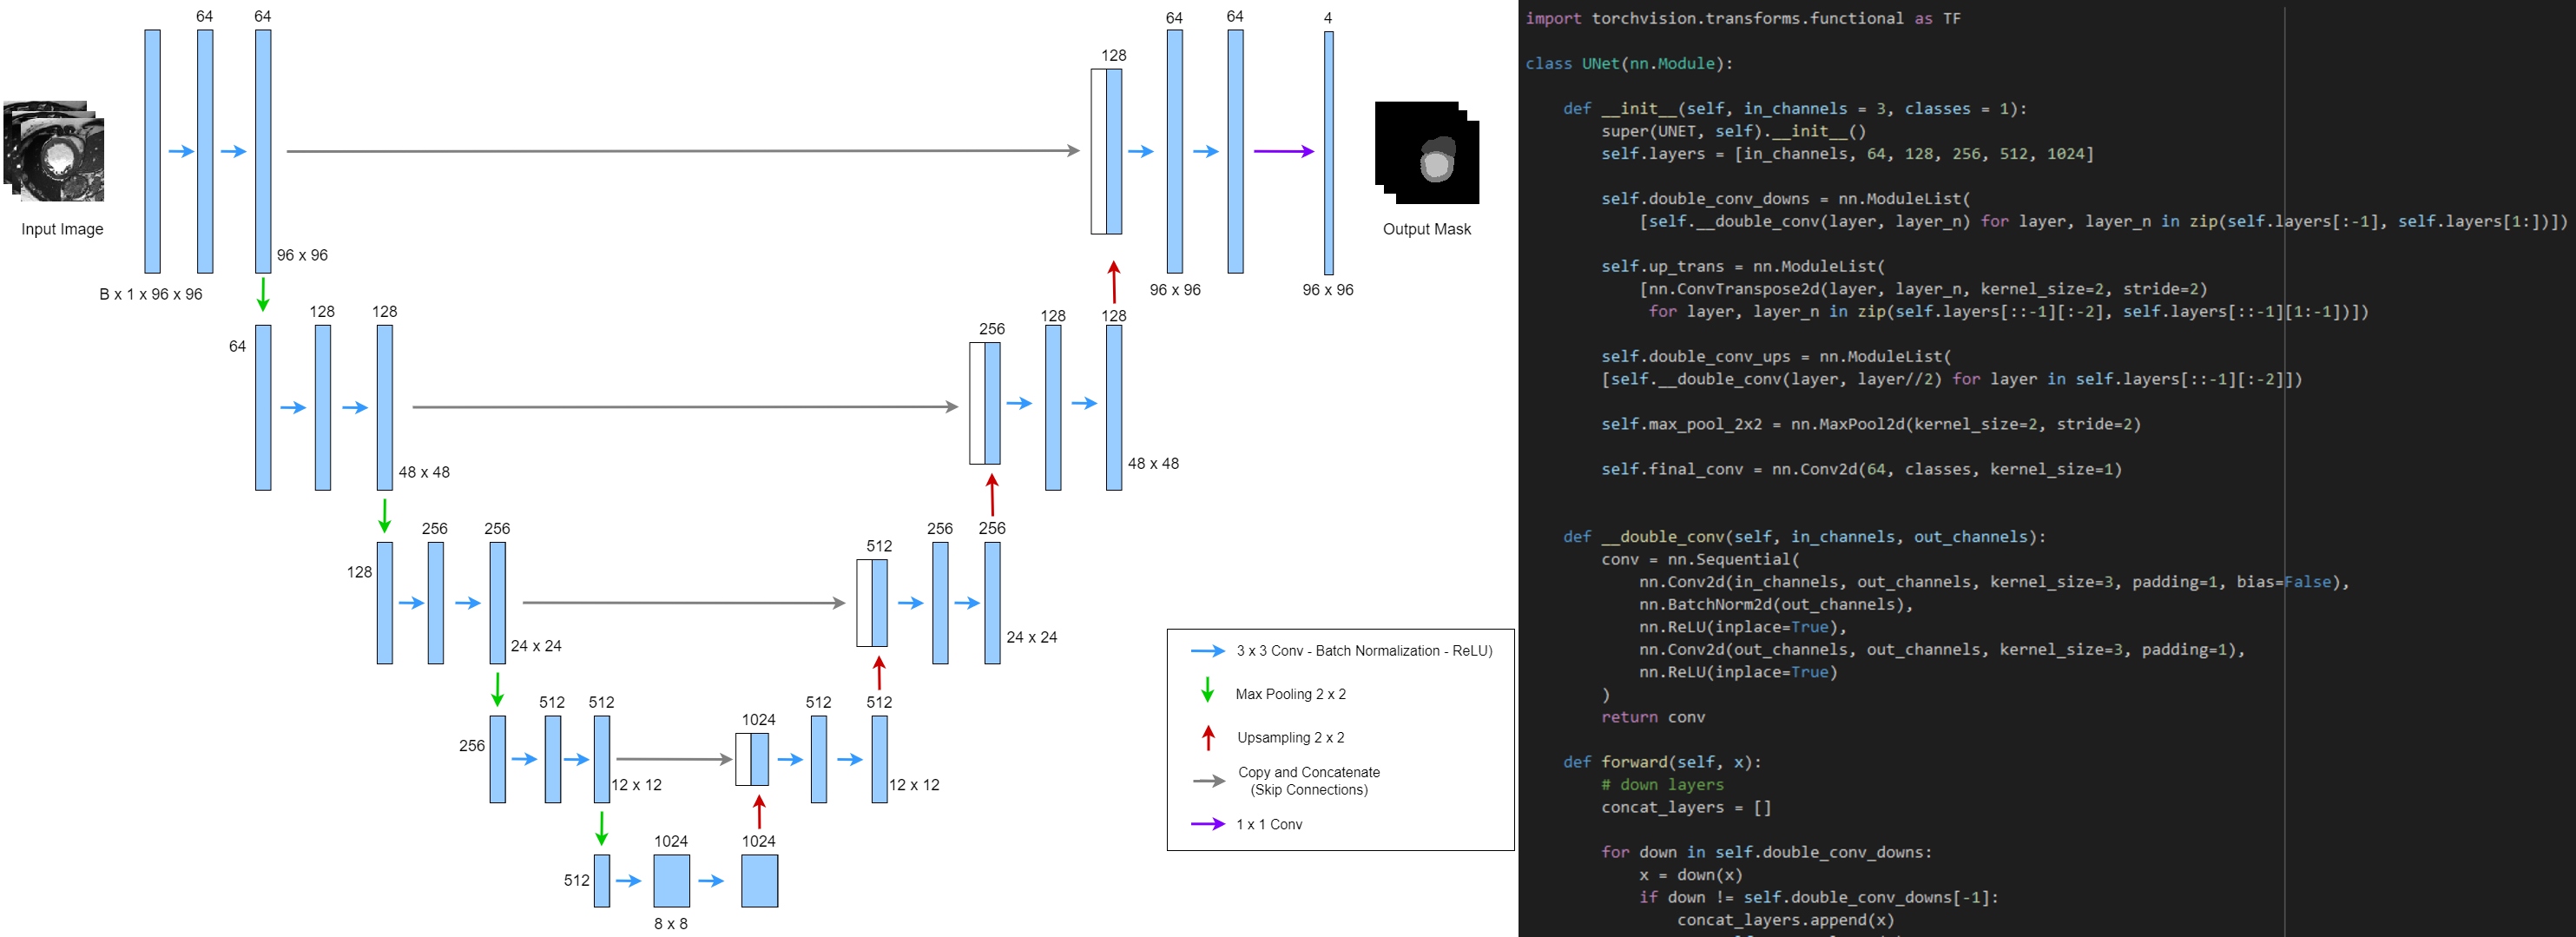 64
64
96 x 96
Input Image
B x 1 x 96 x 96
128
64
64
4
96 x 96
96 x 96
Output Mask
64
128
128
48 x 48
256
128
128
48 x 48
128
256
256
24 x 24
512
256
256
24 x 24
256
512
512
12 x 12
1024
512
512
12 x 12
512
1024
1024
8 x 8
3 x 3 Conv - Batch Normalization - ReLU)
Max Pooling 2 x 2
Upsampling 2 x 2
Copy and Concatenate
(Skip Connections)
1 x 1 Conv
import torchvision.transforms.functional as TF
class UNet(nn.Module):
    def __init__(self, in_channels = 3, classes = 1):
        super(UNET, self).__init__()
        self.layers = [in_channels, 64, 128, 256, 512, 1024]
        self.double_conv_downs = nn.ModuleList(
            [self.__double_conv(layer, layer_n) for layer, layer_n in zip(self.layers[:-1], self.layers[1:])])
        self.up_trans = nn.ModuleList(
            [nn.ConvTranspose2d(layer, layer_n, kernel_size=2, stride=2)
             for layer, layer_n in zip(self.layers[::-1][:-2], self.layers[::-1][1:-1])])
        self.double_conv_ups = nn.ModuleList(
        [self.__double_conv(layer, layer//2) for layer in self.layers[::-1][:-2]])
        self.max_pool_2x2 = nn.MaxPool2d(kernel_size=2, stride=2)
        self.final_conv = nn.Conv2d(64, classes, kernel_size=1)
    def __double_conv(self, in_channels, out_channels):
        conv = nn.Sequential(
            nn.Conv2d(in_channels, out_channels, kernel_size=3, padding=1, bias=False),
            nn.BatchNorm2d(out_channels),
            nn.ReLU(inplace=True),
            nn.Conv2d(out_channels, out_channels, kernel_size=3, padding=1),
            nn.ReLU(inplace=True)
        )
        return conv
    def forward(self, x):
        # down layers
        concat_layers = []
        for down in self.double_conv_downs:
            x = down(x)
            if down != self.double_conv_downs[-1]:
                concat_layers.append(x)